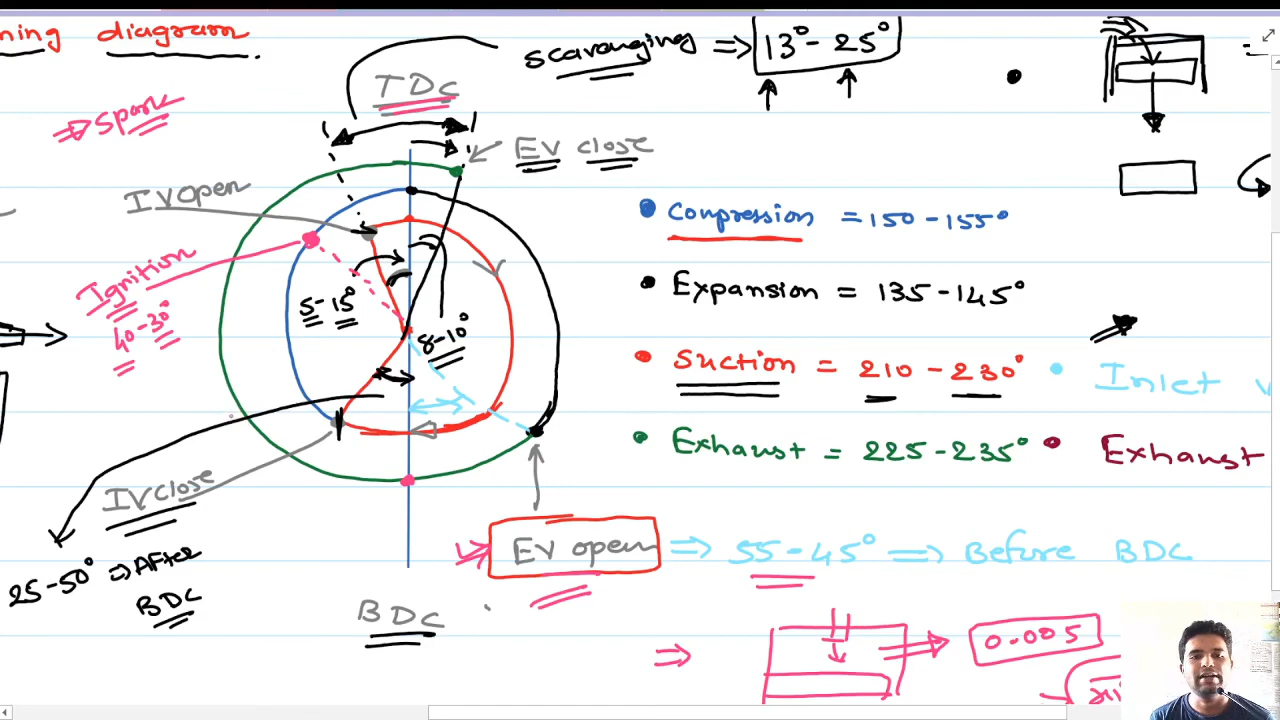 ning diagram
scavanging ⇒ 13° - 25°
TDC
⇒ Spark
EV close
IV open
• Compression = 150 - 155°
Ignition
40-30°
5-15°
8-10°
• Expansion = 135 - 145°
• Suction = 210 - 230°
• Inlet v
• Exhaust = 225 - 235°
• Exhaust
IV close
25-50° ⇒ After
BDC
EV open ⇒ 55 - 45° ⇒ Before BDC
BDC
⇒
0.005